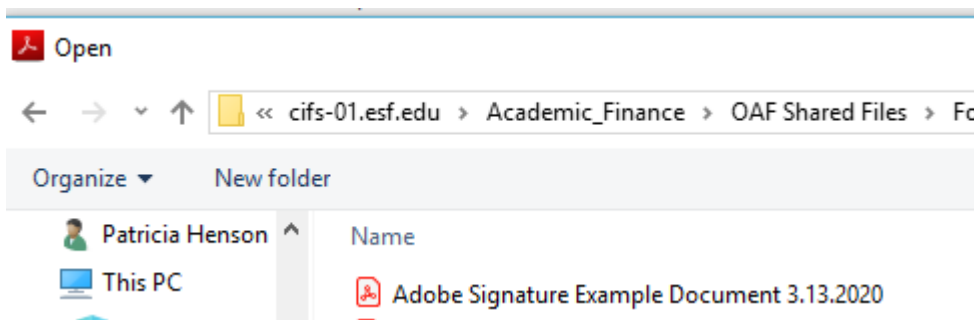 Open
« cifs-01.esf.edu > Academic_Finance > OAF Shared Files >
Organize New folder
Patricia Henson Name
This PC
Adobe Signature Example Document 3.13.2020